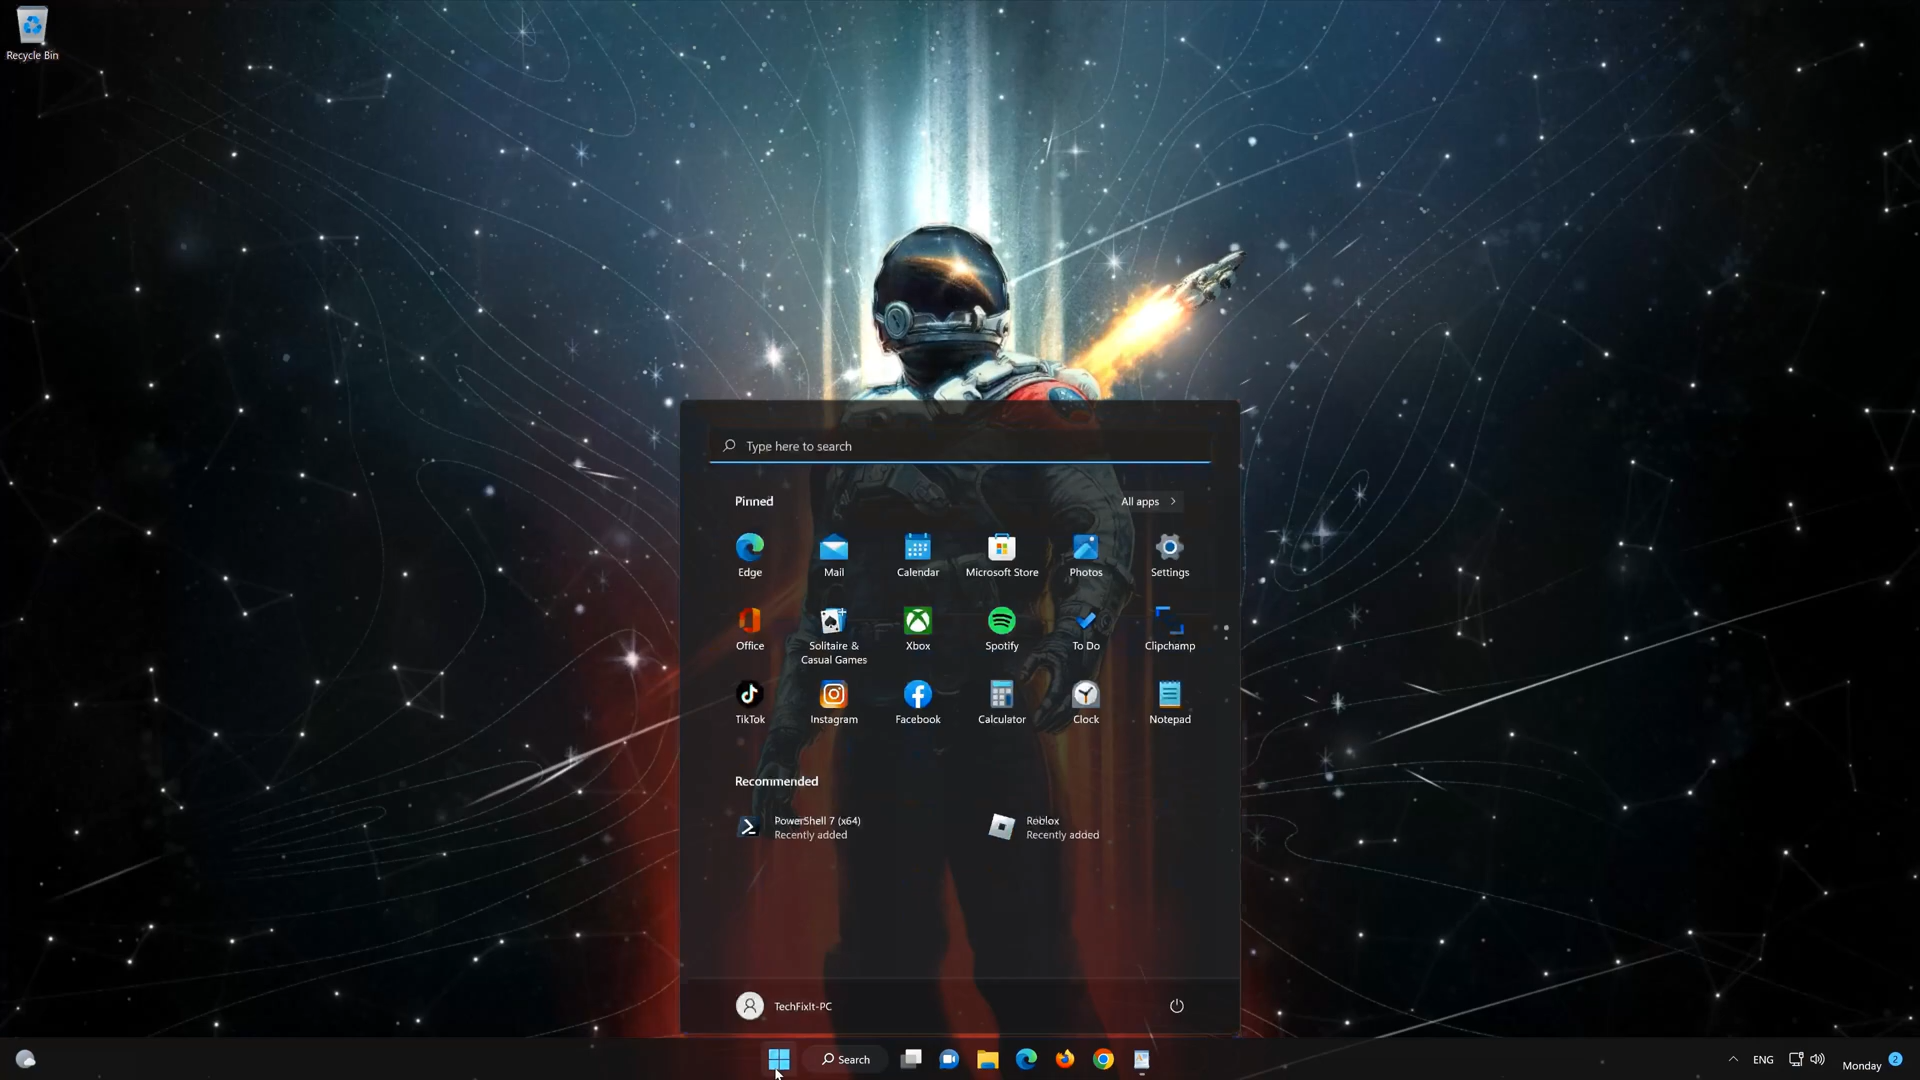 Recycle Bin
Type here to search
Pinned
All apps
Edge
Mail
Calendar
Microsoft Store
Photos
Settings
Office
Solitaire &
Casual Games
Xbox
Spotify
To Do
Clipchamp
TikTok
Instagram
Facebook
Calculator
Clock
Notepad
Recommended
PowerShell 7 (x64)
Recently added
Roblox
Recently added
TechFixIt-PC
Search
ENG
Monday
2